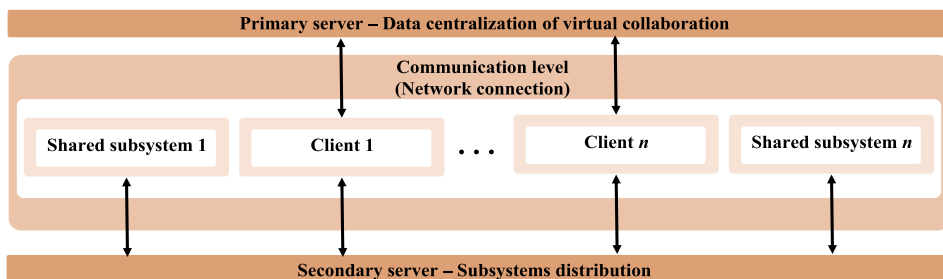 Primary server – Data centralization of virtual collaboration
Communication level
(Network connection)
Shared subsystem 1
Client 1
. . .
Client n
Shared subsystem n
Secondary server – Subsystems distribution